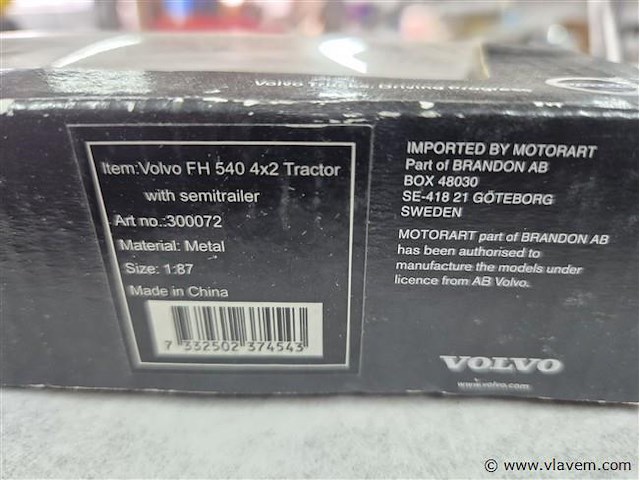 Item:Volvo FH 540 4x2 Tractor
with semitrailer
Art no.:300072
Material: Metal
Size: 1:87
Made in China
7 332502 374543
IMPORTED BY MOTORART
Part of BRANDON AB
BOX 48030
SE-418 21 GÖTEBORG
SWEDEN
MOTORART part of BRANDON AB
has been authorised to
manufacture the models under
licence from AB Volvo.
VOLVO
www.volvo.com
© www.vlavem.com